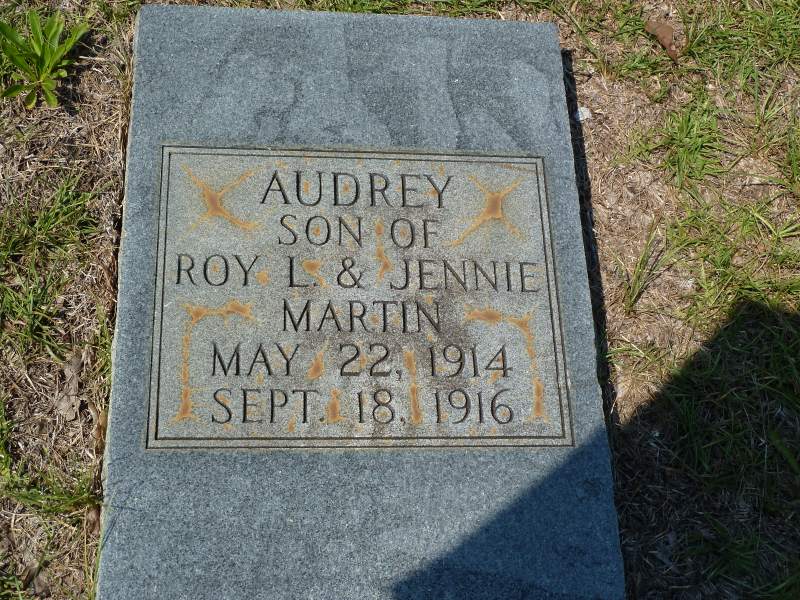 AUDREY
SON OF
ROY L. & JENNIE
MARTIN
MAY 22, 1914
SEPT. 18, 1916